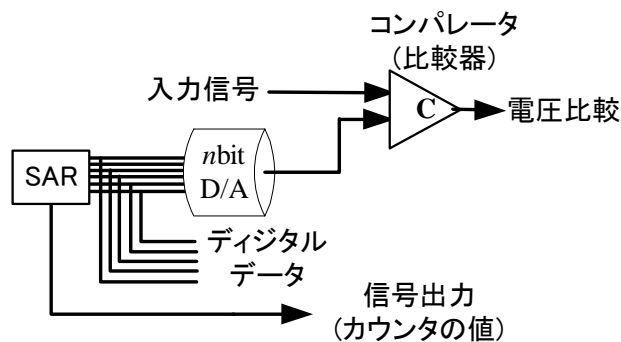 コンパレータ
(比較器)
入力信号
C
電圧比較
nbit
D/A
SAR
ディジタル
データ
信号出力
(カウンタの値)